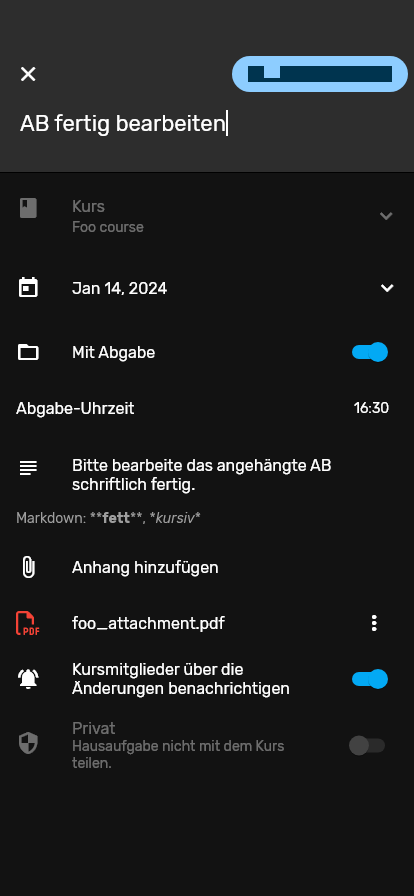 AB fertig bearbeiten
Kurs
Foo course
Jan 14, 2024
Mit Abgabe
Abgabe-Uhrzeit 16:30
Bitte bearbeite das angehängte AB
schriftlich fertig.
Markdown: **fett**, *kursiv*
Anhang hinzufügen
PDF foo_attachment.pdf
Kursmitglieder über die
Änderungen benachrichtigen
Privat
Hausaufgabe nicht mit dem Kurs
teilen.